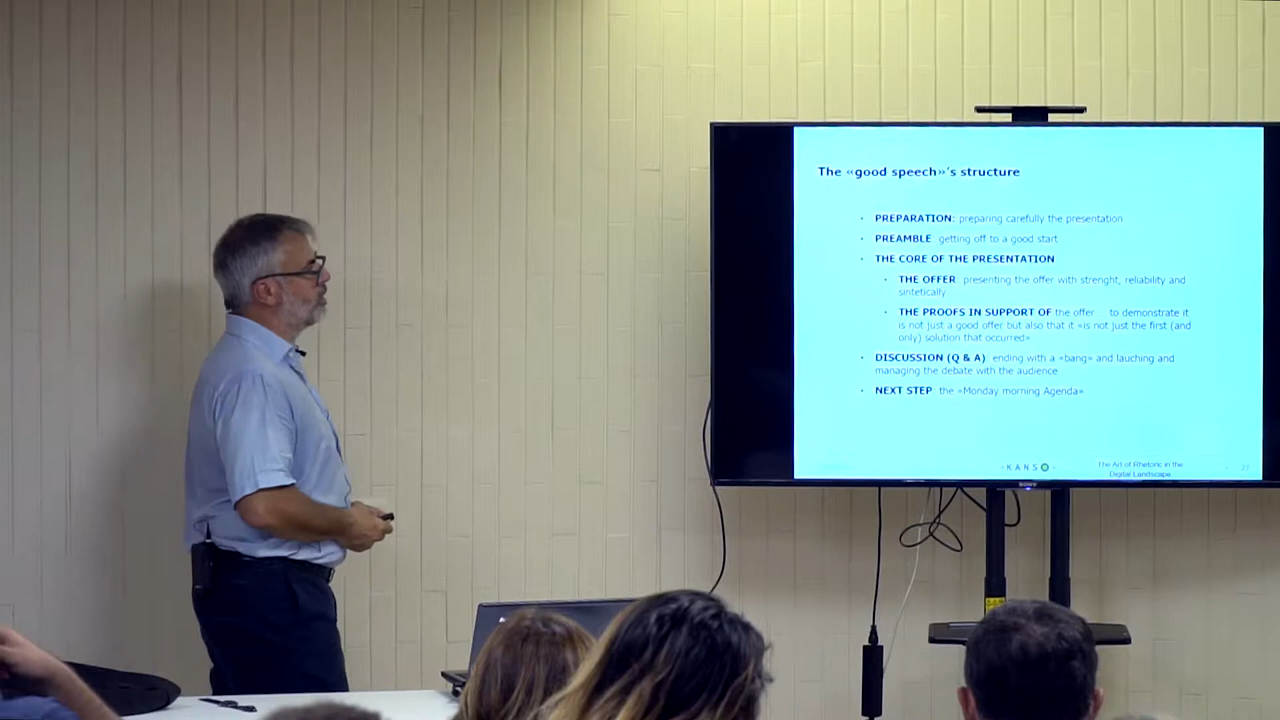 The «good speech»'s structure
· PREPARATION: preparing carefully the presentation
· PREAMBLE: getting off to a good start
· THE CORE OF THE PRESENTATION
· THE OFFER: presenting the offer with strenght, reliability and
sintetically
· THE PROOFS IN SUPPORT OF the offer to demonstrate it
is not just a good offer but also that it «is not just the first (and
only) solution that occurred»
· DISCUSSION (Q & A) ending with a «bang» and lauching and
managing the debate with the audience
· NEXT STEP the «Monday morning Agenda»
KANSO
The Art of Rhetoric in the
Digital Landscape
SONY